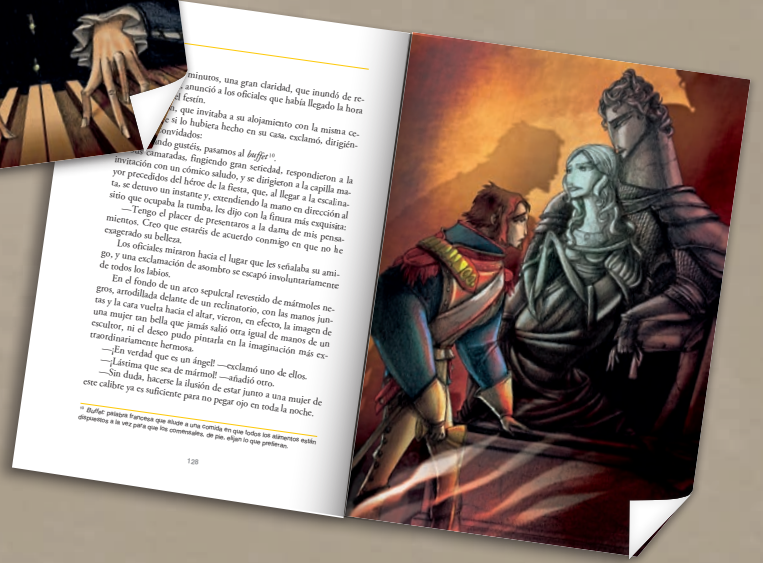 minutos, una gran claridad, que inundó de re-
anunció a los oficiales que había llegado la hora
el festín.
que invitaba a su alojamiento con la misma ce-
si lo hubiera hecho en su casa, exclamó, dirigién-
convidados:
gustéis, pasamos al buffet¹⁰.
camaradas, fingiendo gran seriedad, respondieron a la
invitación con un cómico saludo, y se dirigieron a la capilla ma-
yor precedidos del héroe de la fiesta, que, al llegar a la escalina-
ta, se detuvo un instante y, extendiendo la mano en dirección al
sitio que ocupaba la tumba, les dijo con la finura más exquisita:
—Tengo el placer de presentaros a la dama de mis pensa-
mientos. Creo que estaréis de acuerdo conmigo en que no he
exagerado su belleza.
Los oficiales miraron hacia el lugar que les señalaba su ami-
go, y una exclamación de asombro se escapó involuntariamente
de todos los labios.
En el fondo de un arco sepulcral revestido de mármoles ne-
gros, arrodillada delante de un reclinatorio, con las manos jun-
tas y la cara vuelta hacia el altar, vieron, en efecto, la imagen de
una mujer tan bella que jamás salió otra igual de manos de un
escultor, ni el deseo pudo pintarla en la imaginación más ex-
traordinariamente hermosa.
—¡En verdad que es un ángel! —exclamó uno de ellos.
—¡Lástima que sea de mármol! —añadió otro.
—Sin duda, hacerse la ilusión de estar junto a una mujer de
este calibre ya es suficiente para no pegar ojo en toda la noche.
¹⁰ Buffet: palabra francesa que alude a una comida en que todos los alimentos están
dispuestos a la vez para que los comensales, de pie, elijan lo que prefieran.
128